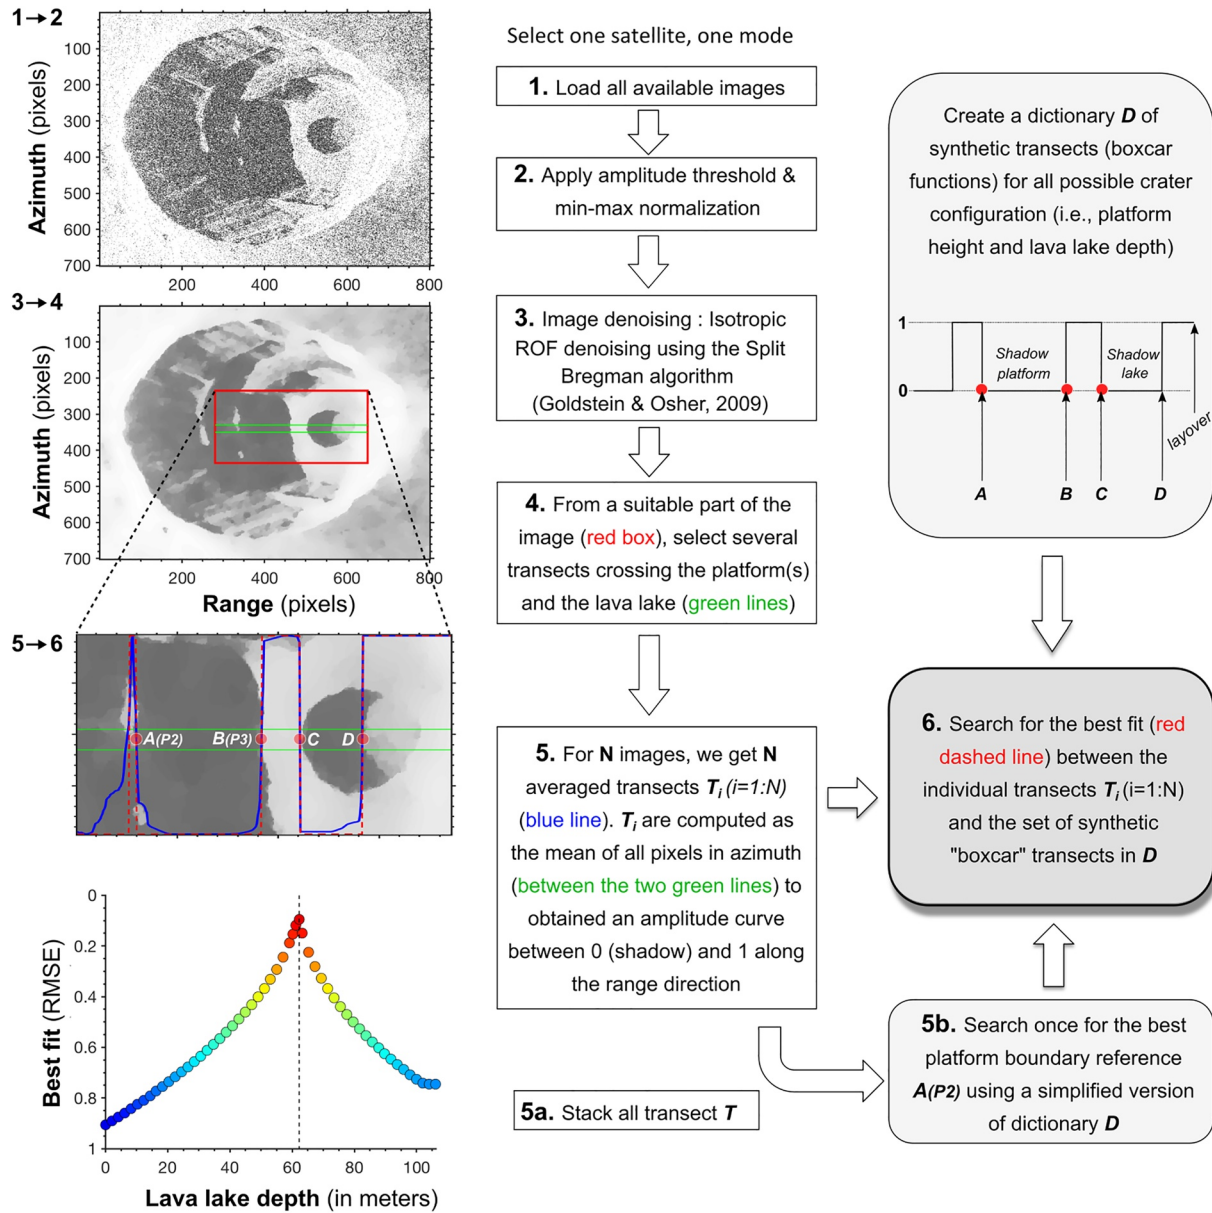 1→2
100
200
300
400
500
600
700
Azimuth (pixels)
200 400 600 800
3→4
100
200
300
400
500
600
700
Azimuth (pixels)
200 400 600 800
Range (pixels)
5→6
A(P2)
B(P3)
C
D
0
0.2
0.4
0.6
0.8
1
Best fit (RMSE)
0 20 40 60 80 100
Lava lake depth (in meters)
Select one satellite, one mode
1. Load all available images
2. Apply amplitude threshold &
min-max normalization
3. Image denoising : Isotropic
ROF denoising using the Split
Bregman algorithm
(Goldstein & Osher, 2009)
4. From a suitable part of the
image (red box), select several
transects crossing the platform(s)
and the lava lake (green lines)
5. For N images, we get N
averaged transects Ti (i=1:N)
(blue line). Ti are computed as
the mean of all pixels in azimuth
(between the two green lines) to
obtained an amplitude curve
between 0 (shadow) and 1 along
the range direction
5a. Stack all transect T
Create a dictionary D of
synthetic transects (boxcar
functions) for all possible crater
configuration (i.e., platform
height and lava lake depth)
1
0
Shadow
platform
Shadow
lake
layover
A B C D
6. Search for the best fit (red
dashed line) between the
individual transects Ti (i=1:N)
and the set of synthetic
"boxcar" transects in D
5b. Search once for the best
platform boundary reference
A(P2) using a simplified version
of dictionary D